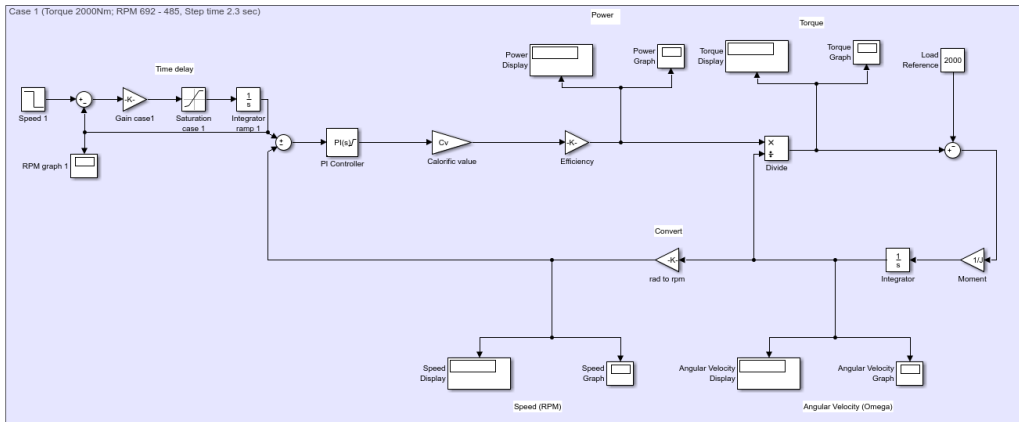 Case 1 (Torque 2000Nm; RPM 692 - 485, Step time 2.3 sec)
Power
Torque
Power
Display
Power
Graph
Torque
Display
Torque
Graph
Load
Reference
2000
Time delay
Speed 1
+
-
-K-
Gain case1
Saturation
case 1
1
s
Integrator
ramp 1
RPM graph 1
+
-
PI(s)
PI Controller
Cv
Calorific value
-K-
Efficiency
×
÷
Divide
+
-
Convert
-K-
rad to rpm
1
s
Integrator
1/J
Moment
Speed
Display
Speed
Graph
Angular Velocity
Display
Angular Velocity
Graph
Speed (RPM)
Angular Velocity (Omega)